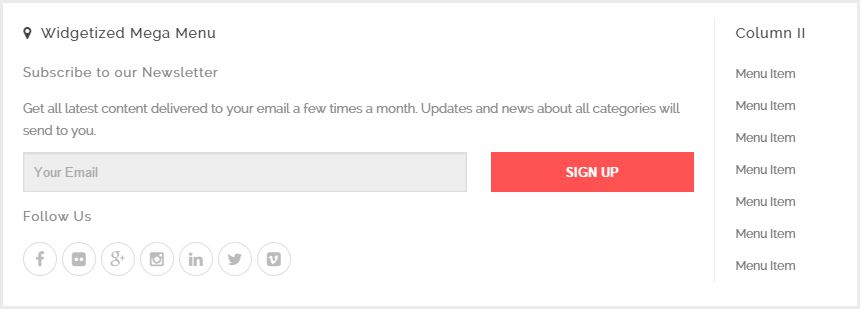 Widgetized Mega Menu
Subscribe to our Newsletter
Get all latest content delivered to your email a few times a month. Updates and news about all categories will
send to you.
Your Email
SIGN UP
Follow Us
Column II
Menu Item
Menu Item
Menu Item
Menu Item
Menu Item
Menu Item
Menu Item